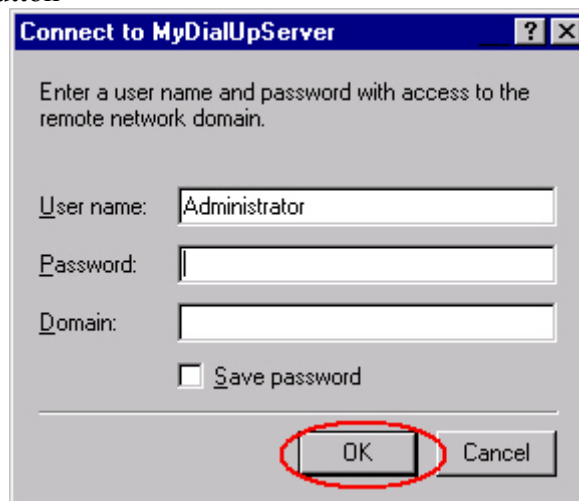 Connect to MyDialUpServer
Enter a user name and password with access to the
remote network domain.
User name: Administrator
Password:
Domain:
Save password
OK Cancel